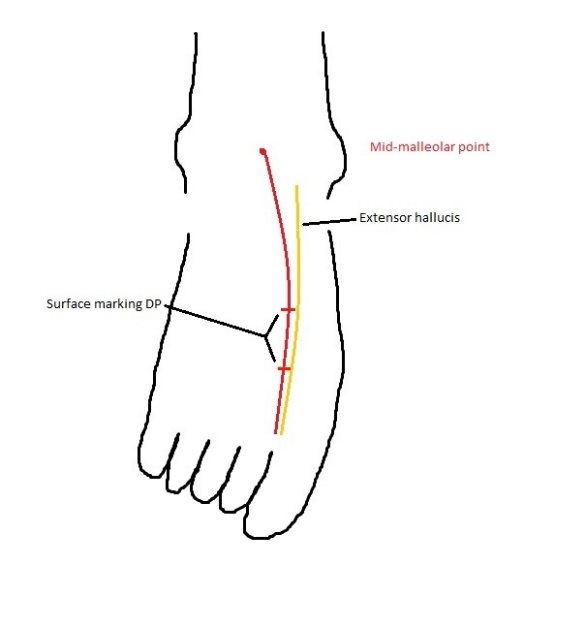 Mid-malleolar point
Extensor hallucis
Surface marking DP